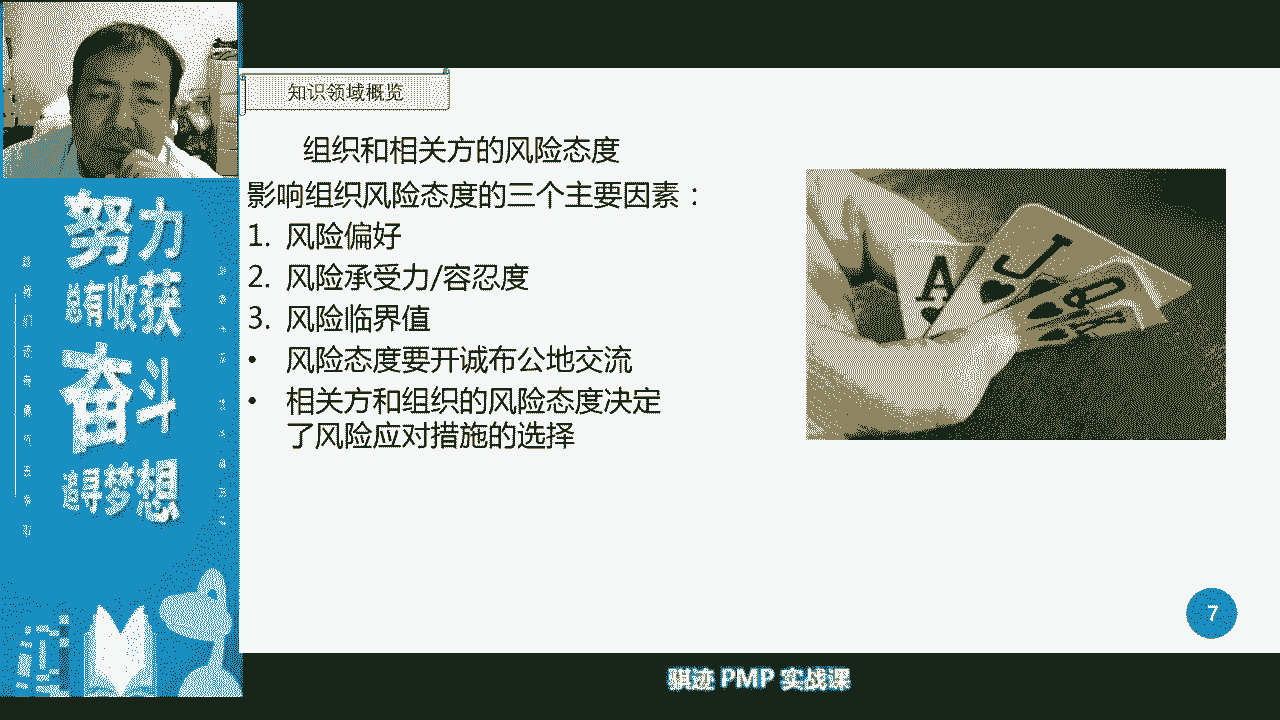 知识领域概览
组织和相关方的风险态度
影响组织风险态度的三个主要因素：
1. 风险偏好
2. 风险承受力/容忍度
3. 风险临界值
• 风险态度要开诚布公地交流
• 相关方和组织的风险态度决定
了风险应对措施的选择
A
J
Q
K
7
努力
总有收获
奋斗
追寻梦想
骐迹 PMP 实战课